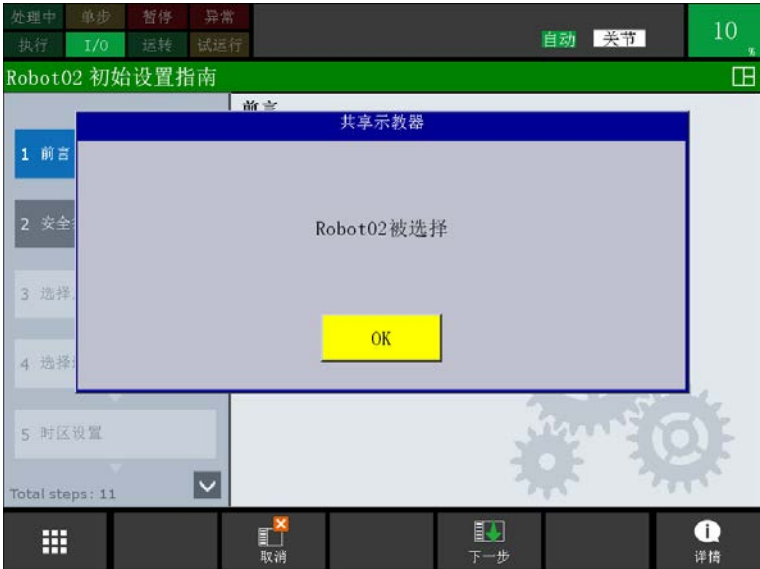 处理中 单步 暂停 异常
执行 I/O 运转 试运行 自动 关节 10 %
Robot02 初始设置指南
前言
共享示教器
1 前言
Robot02被选择
2 安全
3 选择
OK
4 选择
5 时区设置
Total steps: 11
取消 下一步 详情